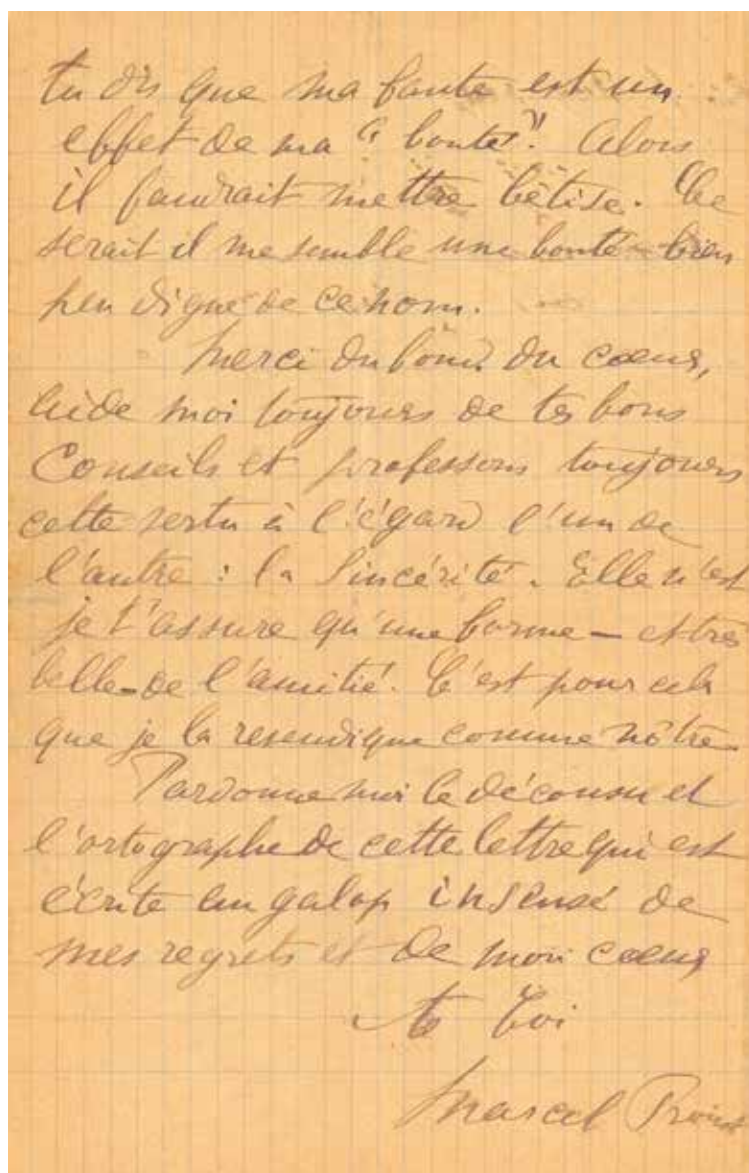 tu dis que ma faute est un
effet de ma "bonté". Alors
il faudrait mettre bêtise. Ce
serait il me semble une bonté bien
peu digne de ce nom.
Merci du fond du cœur,
aide moi toujours de tes bons
Conseils et professons toujours
cette vertu à l'égard l'un de
l'autre : la Sincérité. Elle n'est
je t'assure qu'une forme – et très
belle – de l'amitié. C'est pour cela
que je la revendique comme nôtre
Pardonne moi le décousu et
l'ortographe de cette lettre qui est
écrite au galop insensé de
mes regrets et de mon cœur
toi
Marcel Proust